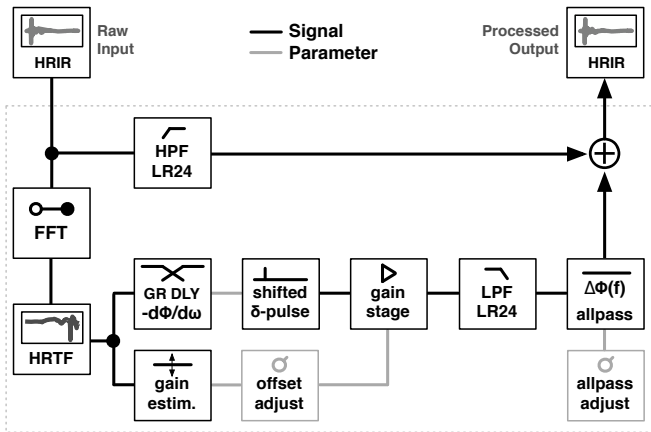 HRIR
Raw
Input
Signal
Parameter
Processed
Output
HRIR
HPF
LR24
FFT
HRTF
GR DLY
-dΦ/dω
shifted
δ-pulse
gain
stage
LPF
LR24
ΔΦ(f)
allpass
gain
estim.
offset
adjust
allpass
adjust